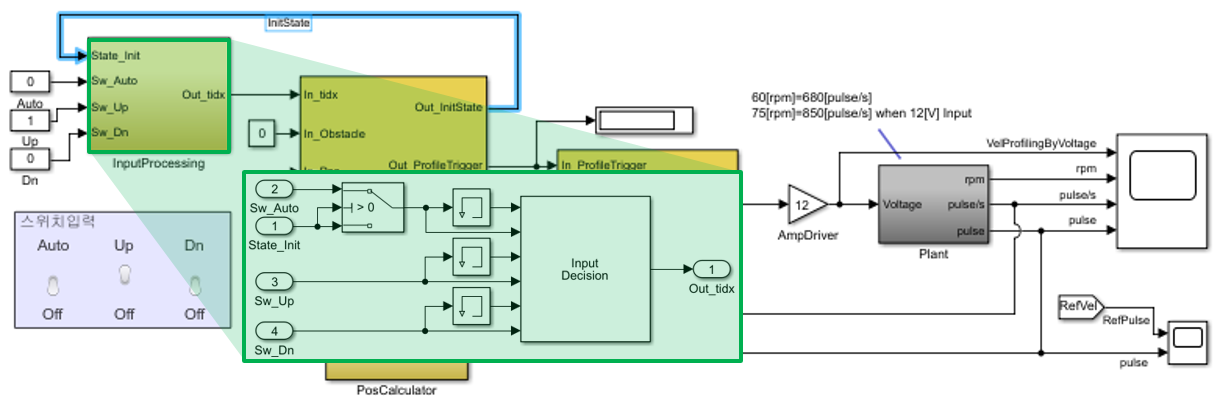 InitState
State_Init
Sw_Auto
Sw_Up
Sw_Dn
Out_tidx
InputProcessing
0
Auto
1
Up
0
Dn
In_tidx
In_Obstacle
Out_InitState
Out_ProfileTrigger
0
In_ProfileTrigger
60[rpm]=680[pulse/s]
75[rpm]=850[pulse/s] when 12[V] Input
VelProfilingByVoltage
rpm
pulse/s
pulse
12
AmpDriver
Voltage
rpm
pulse/s
pulse
Plant
스위치입력
Auto
Up
Dn
Off
Off
Off
2
Sw_Auto
1
State_Init
> 0
3
Sw_Up
4
Sw_Dn
Input
Decision
1
Out_tidx
RefVel
RefPulse
pulse
PosCalculator